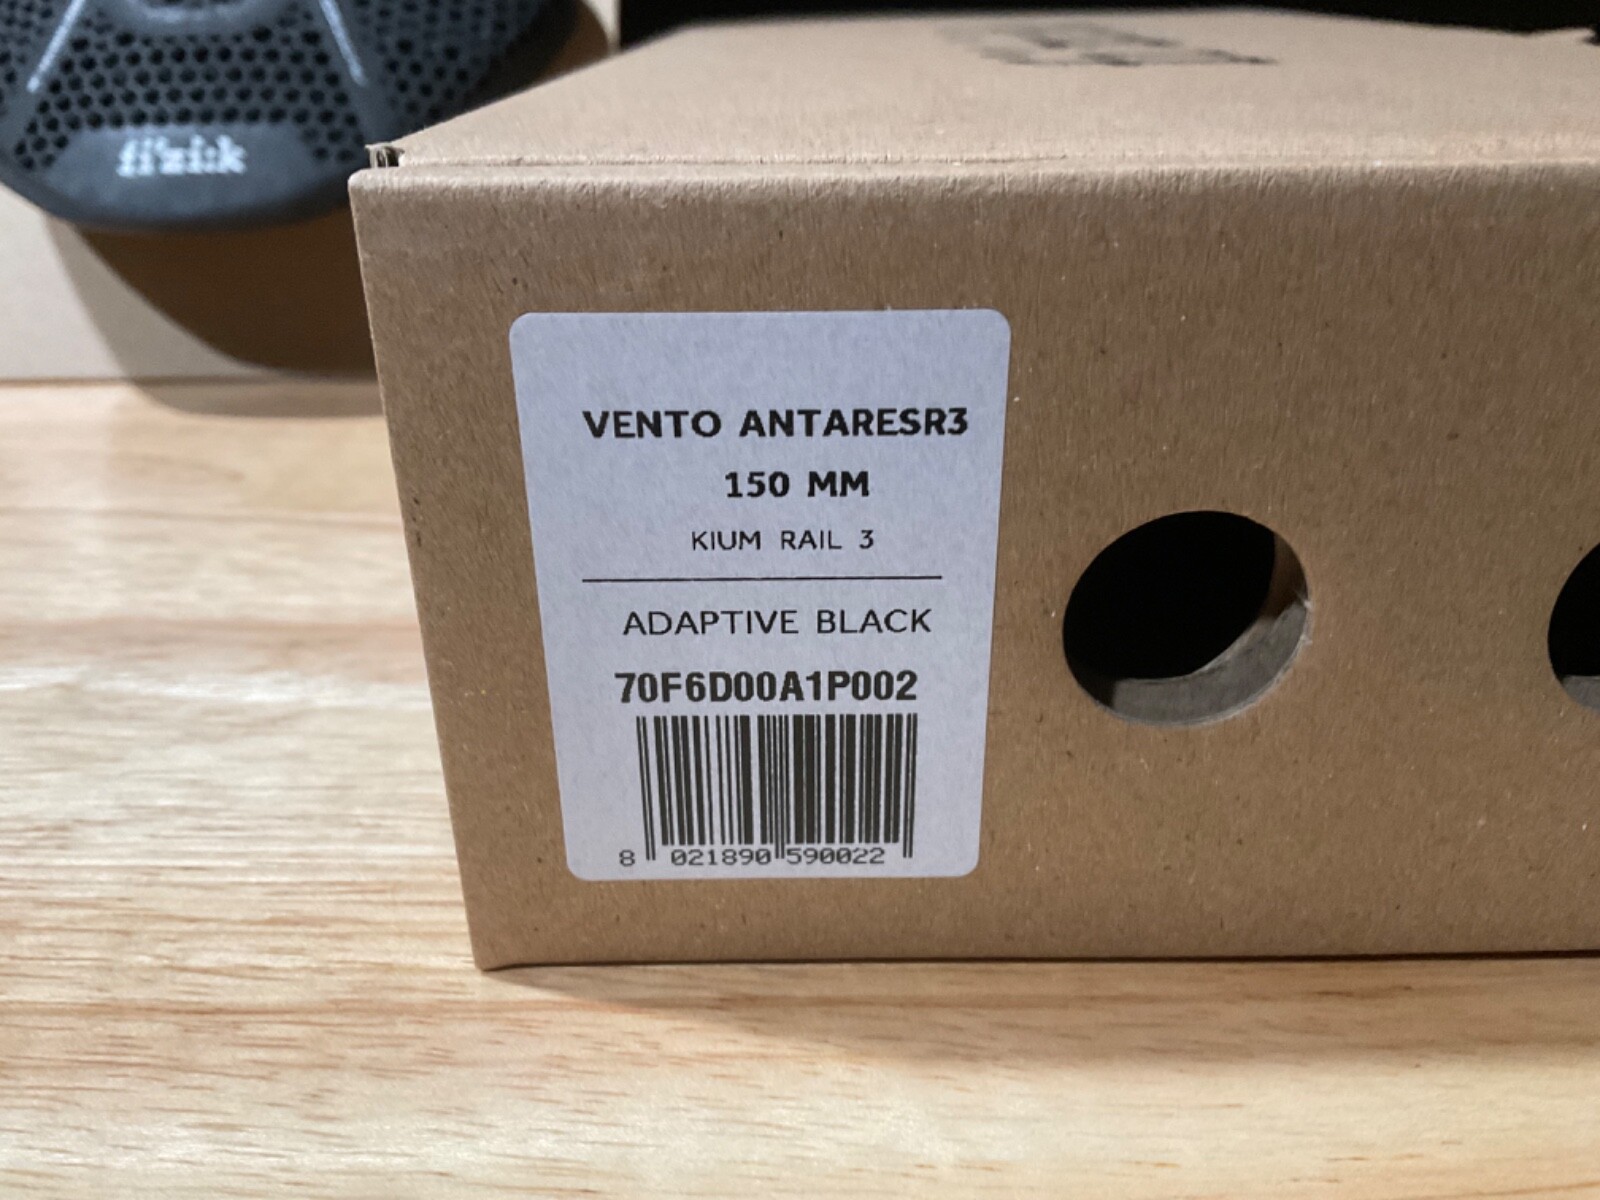 fi'zi:k
VENTO ANTARESR3
150 MM
KIUM RAIL 3
ADAPTIVE BLACK
70F6D00A1P002
8 021890 590022